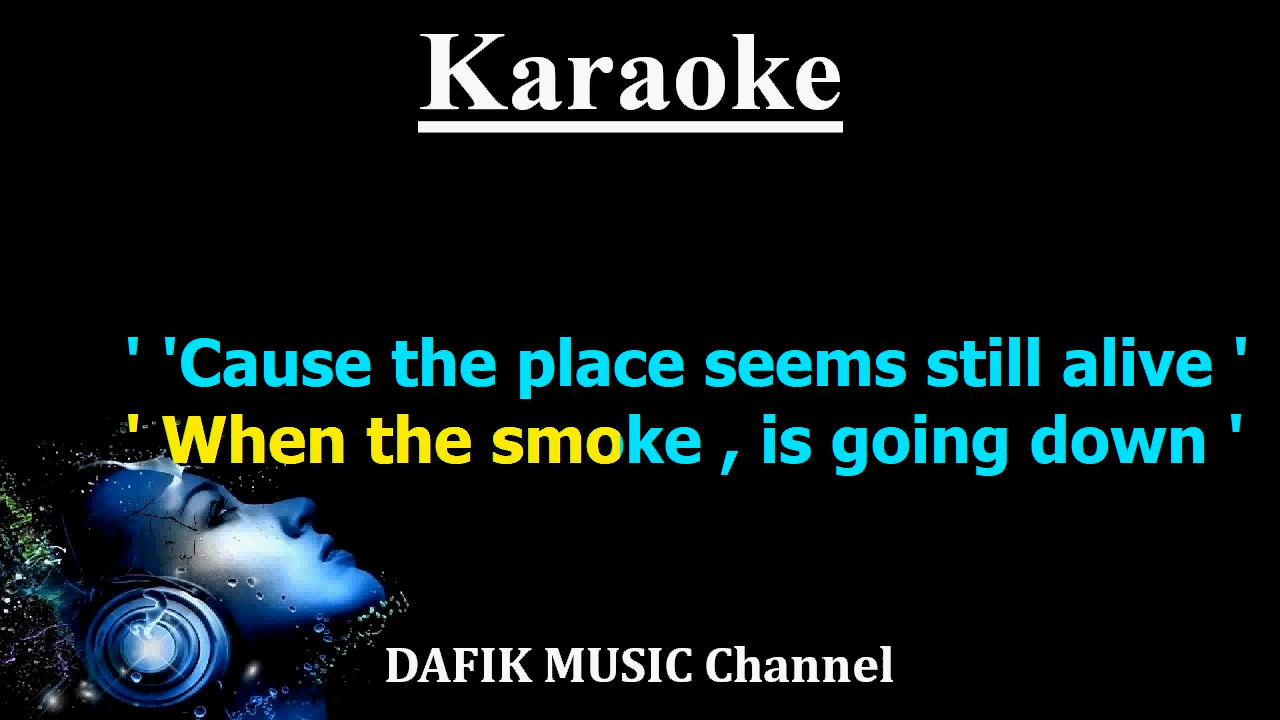 Karaoke
' 'Cause the place seems still alive '
' When the smoke , is going down '
DAFIK MUSIC Channel